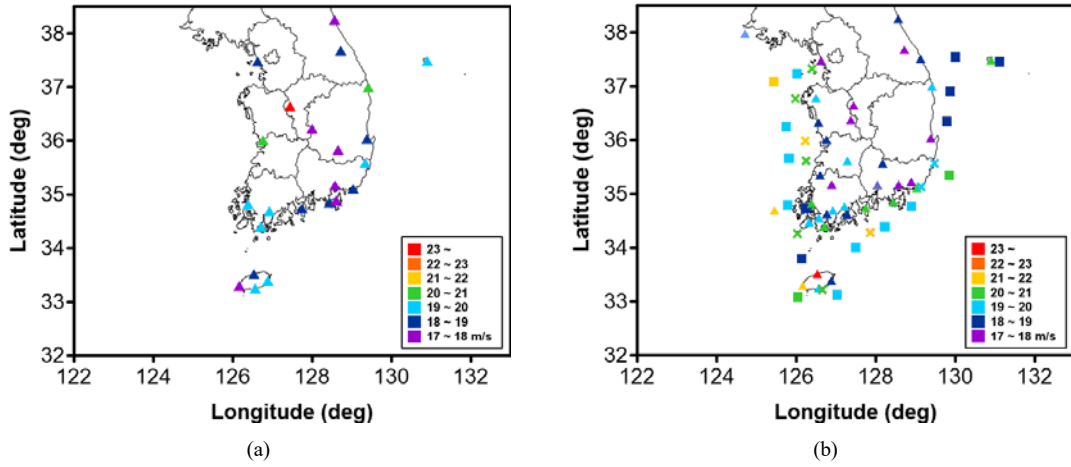 38
37
36
35
34
33
32
Latitude (deg)
122
124
126
128
130
132
Longitude (deg)
23 ~
22 ~ 23
21 ~ 22
20 ~ 21
19 ~ 20
18 ~ 19
17 ~ 18 m/s
(a)
38
37
36
35
34
33
32
Latitude (deg)
122
124
126
128
130
132
Longitude (deg)
23 ~
22 ~ 23
21 ~ 22
20 ~ 21
19 ~ 20
18 ~ 19
17 ~ 18 m/s
(b)